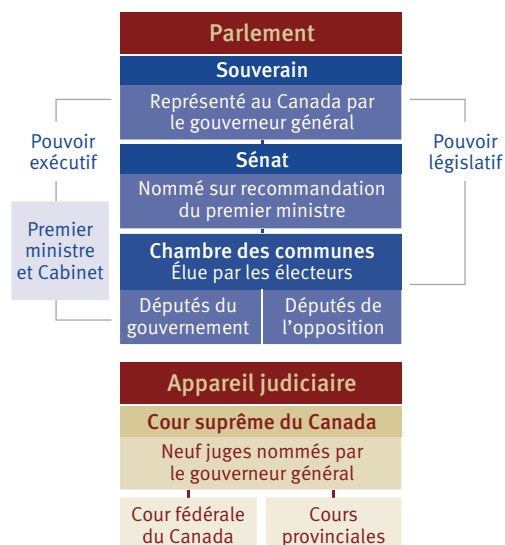 Parlement
Souverain
Représenté au Canada par
le gouverneur général
Pouvoir
exécutif
Pouvoir
législatif
Sénat
Nommé sur recommandation
du premier ministre
Premier
ministre
et Cabinet
Chambre des communes
Élue par les électeurs
Députés du
gouvernement
Députés de
l'opposition
Appareil judiciaire
Cour suprême du Canada
Neuf juges nommés par
le gouverneur général
Cour fédérale
du Canada
Cours
provinciales